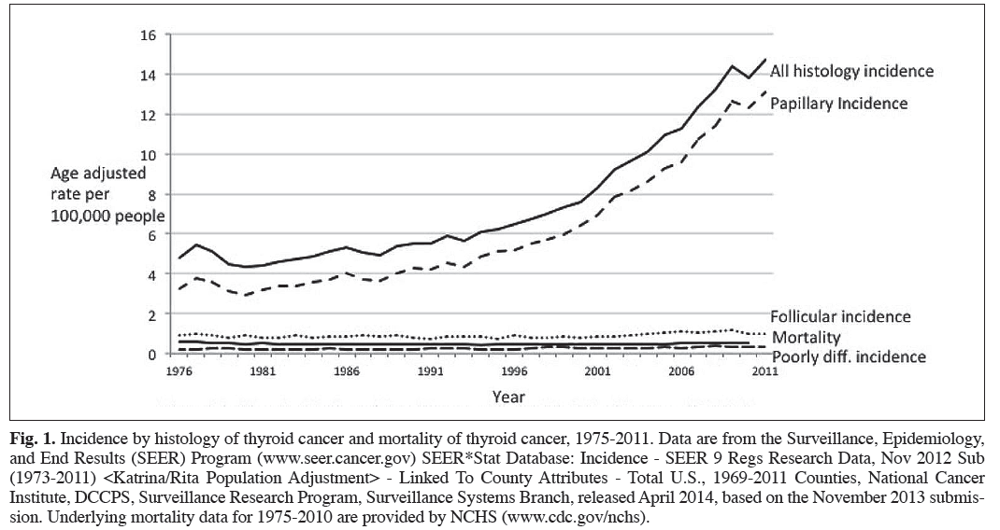 16
14
12
10
8
6
4
2
0
Age adjusted
rate per
100,000 people
All histology incidence
Papillary Incidence
Follicular incidence
Mortality
Poorly diff. incidence
1976 1981 1986 1991 1996 2001 2006 2011
Year
Fig. 1. Incidence by histology of thyroid cancer and mortality of thyroid cancer, 1975-2011. Data are from the Surveillance, Epidemiology,
and End Results (SEER) Program (www.seer.cancer.gov) SEER*Stat Database: Incidence - SEER 9 Regs Research Data, Nov 2012 Sub
(1973-2011) <Katrina/Rita Population Adjustment> - Linked To County Attributes - Total U.S., 1969-2011 Counties, National Cancer
Institute, DCCPS, Surveillance Research Program, Surveillance Systems Branch, released April 2014, based on the November 2013 submis-
sion. Underlying mortality data for 1975-2010 are provided by NCHS (www.cdc.gov/nchs).